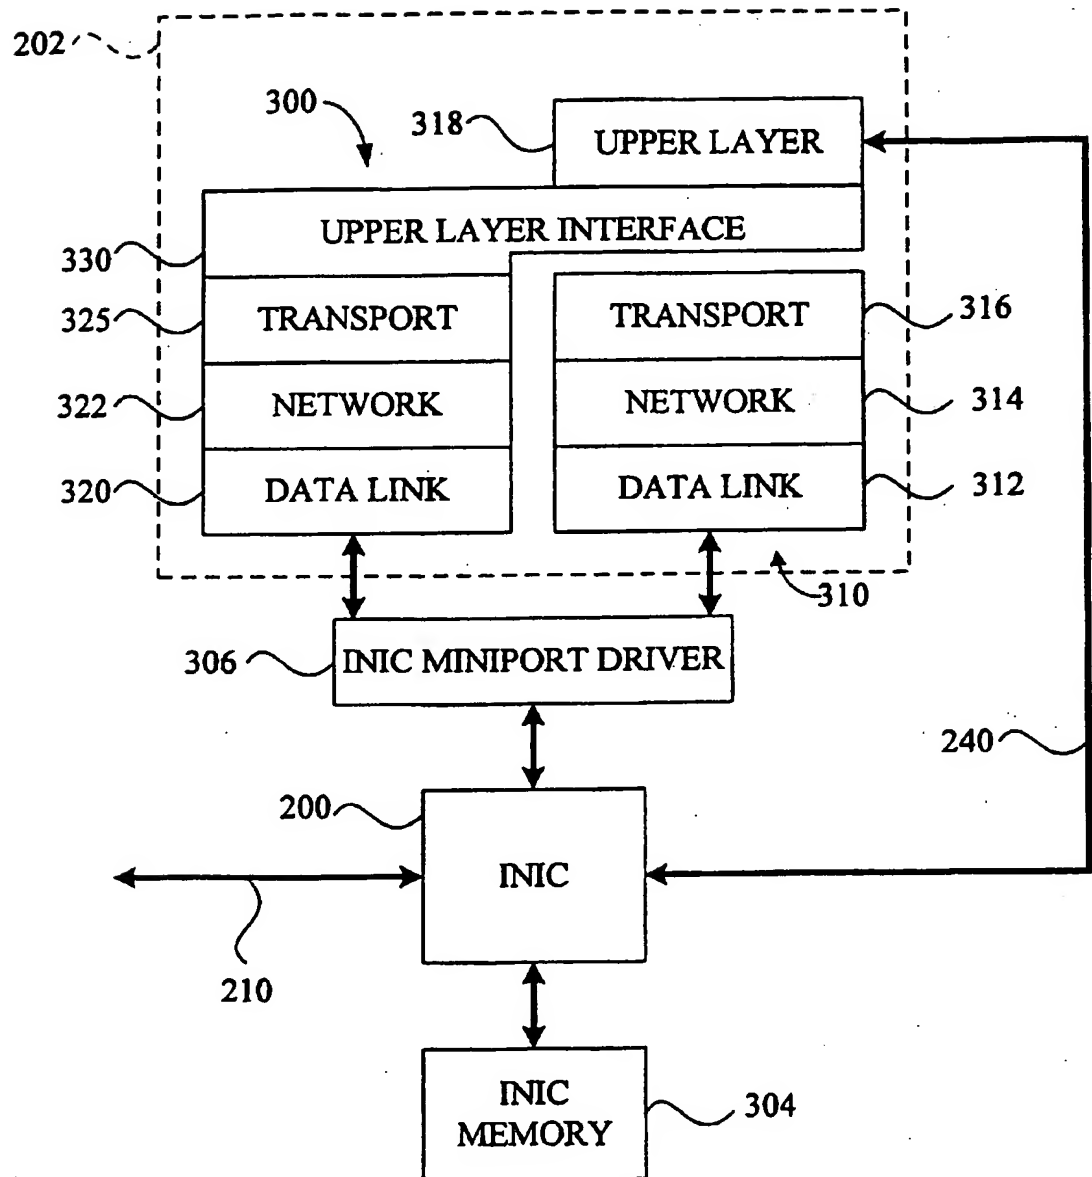 202
300
318
UPPER LAYER
UPPER LAYER INTERFACE
330
325
TRANSPORT
TRANSPORT
316
322
NETWORK
NETWORK
314
320
DATA LINK
DATA LINK
312
310
306
INIC MINIPORT DRIVER
240
200
INIC
210
INIC
MEMORY
304